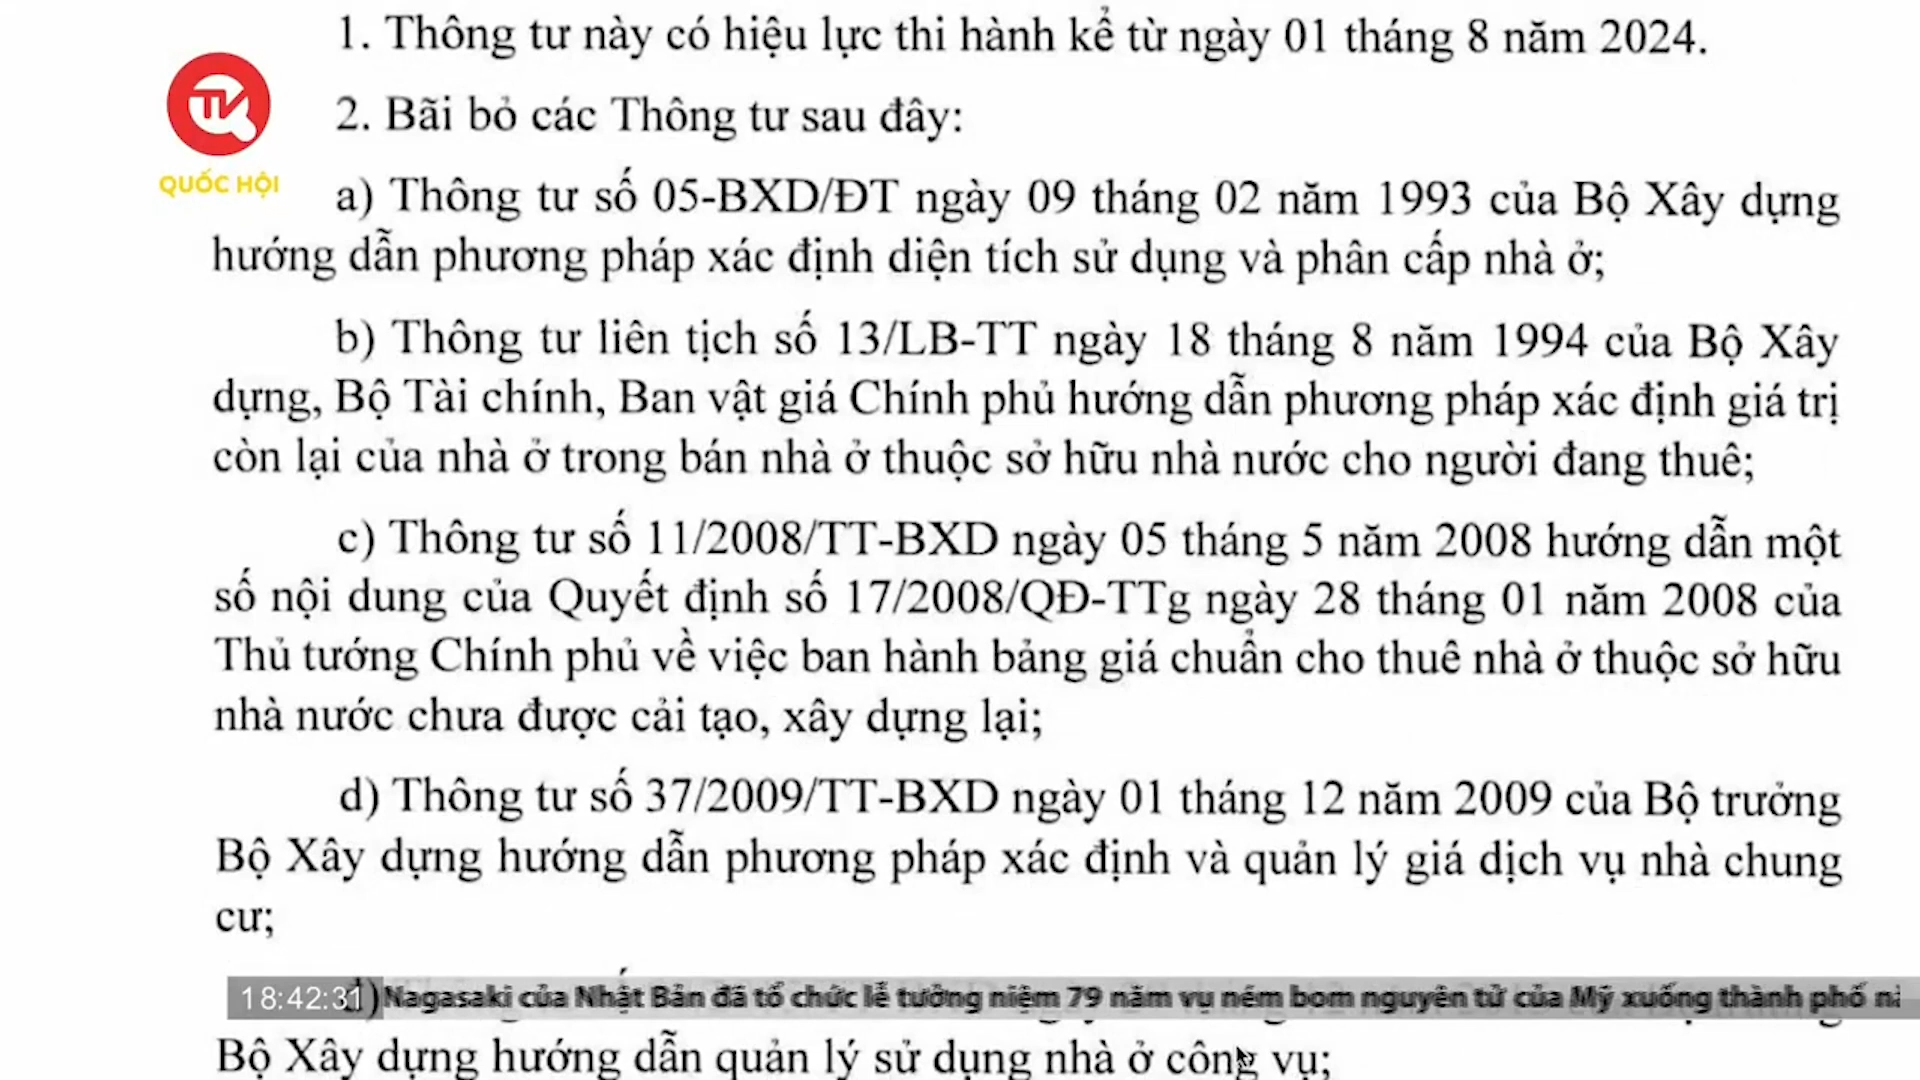 1. Thông tư này có hiệu lực thi hành kể từ ngày 01 tháng 8 năm 2024.
TV
QUỐC HỘI
2. Bãi bỏ các Thông tư sau đây:
a) Thông tư số 05-BXD/ĐT ngày 09 tháng 02 năm 1993 của Bộ Xây dựng
hướng dẫn phương pháp xác định diện tích sử dụng và phân cấp nhà ở;
b) Thông tư liên tịch số 13/LB-TT ngày 18 tháng 8 năm 1994 của Bộ Xây
dựng, Bộ Tài chính, Ban vật giá Chính phủ hướng dẫn phương pháp xác định giá trị
còn lại của nhà ở trong bán nhà ở thuộc sở hữu nhà nước cho người đang thuê;
c) Thông tư số 11/2008/TT-BXD ngày 05 tháng 5 năm 2008 hướng dẫn một
số nội dung của Quyết định số 17/2008/QĐ-TTg ngày 28 tháng 01 năm 2008 của
Thủ tướng Chính phủ về việc ban hành bảng giá chuẩn cho thuê nhà ở thuộc sở hữu
nhà nước chưa được cải tạo, xây dựng lại;
d) Thông tư số 37/2009/TT-BXD ngày 01 tháng 12 năm 2009 của Bộ trưởng
Bộ Xây dựng hướng dẫn phương pháp xác định và quản lý giá dịch vụ nhà chung
cư;
18:42:31 Nagasaki của Nhật Bản đã tổ chức lễ tưởng niệm 79 năm vụ ném bom nguyên tử của Mỹ xuống thành phố
Bộ Xây dựng hướng dẫn quản lý sử dụng nhà ở công vụ;